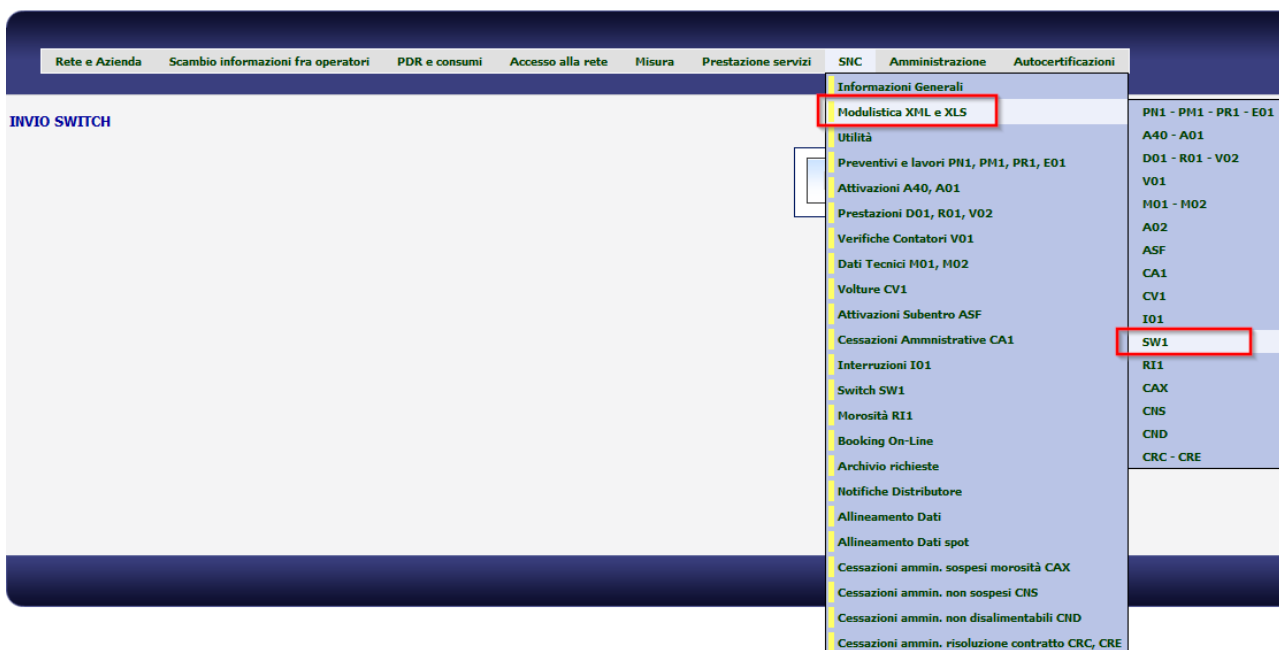 Rete e Azienda Scambio informazioni fra operatori PDR e consumi Accesso alla rete Misura Prestazione servizi SNC Amministrazione Autocertificazioni
INVIO SWITCH
Informazioni Generali
Modulistica XML e XLS
Utilità
Preventivi e lavori PN1, PM1, PR1, E01
Attivazioni A40, A01
Prestazioni D01, R01, V02
Verifiche Contatori V01
Dati Tecnici M01, M02
Volture CV1
Attivazioni Subentro ASF
Cessazioni Ammnistrative CA1
Interruzioni I01
Switch SW1
Morosità RI1
Booking On-Line
Archivio richieste
Notifiche Distributore
Allineamento Dati
Allineamento Dati spot
Cessazioni ammin. sospesi morosità CAX
Cessazioni ammin. non sospesi CNS
Cessazioni ammin. non disalimentabili CND
Cessazioni ammin. risoluzione contratto CRC, CRE
PN1 - PM1 - PR1 - E01
A40 - A01
D01 - R01 - V02
V01
M01 - M02
A02
ASF
CA1
CV1
I01
SW1
RI1
CAX
CNS
CND
CRC - CRE